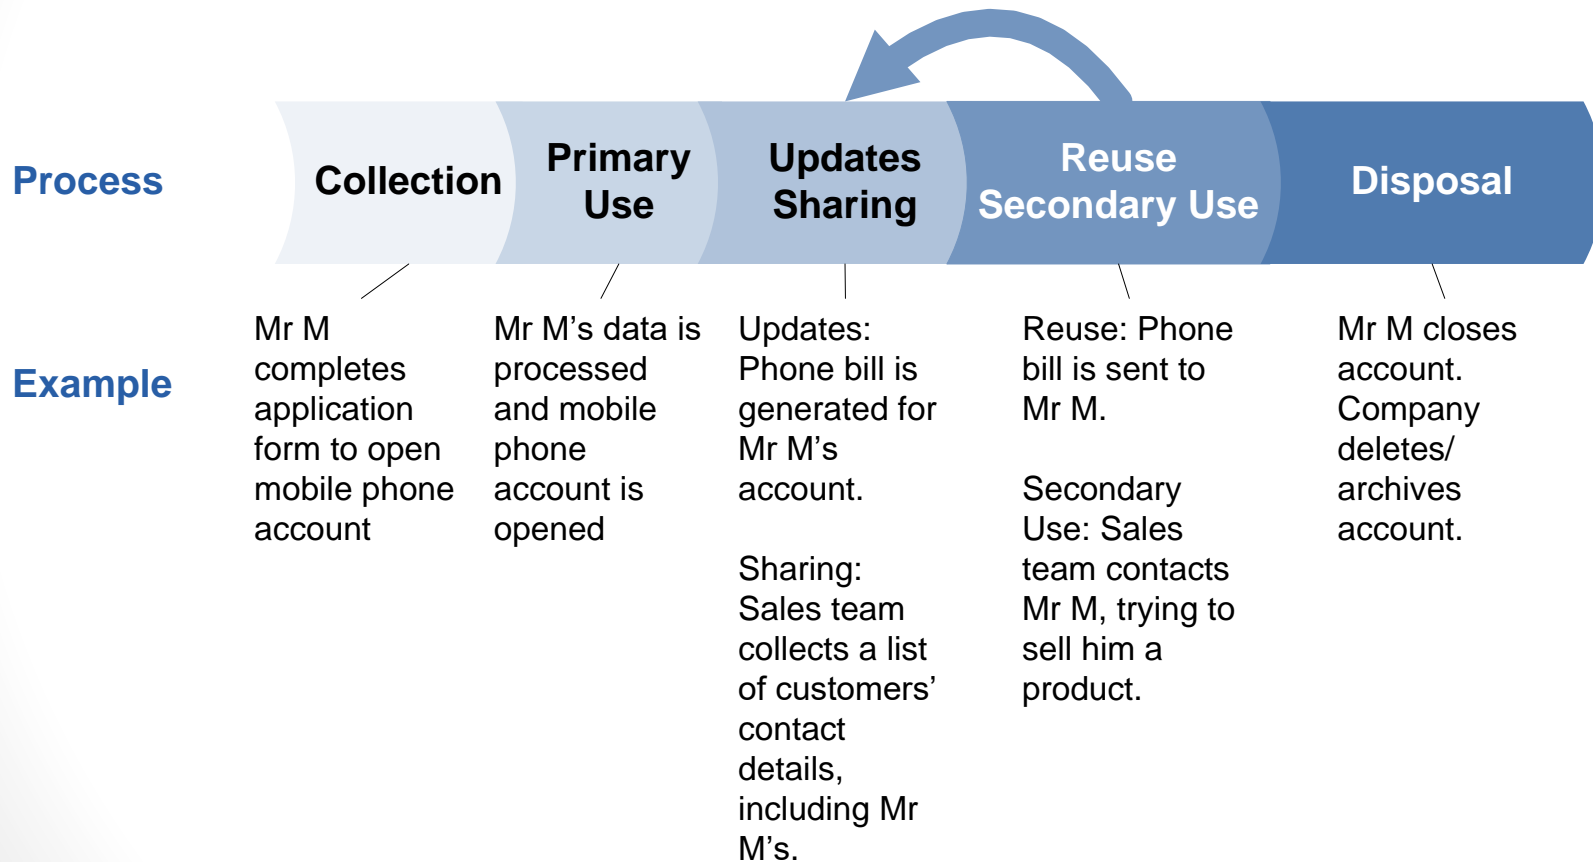 Process
Collection
Primary
Use
Updates
Sharing
Reuse
Secondary Use
Disposal
Example
Mr M
completes
application
form to open
mobile phone
account
Mr M’s data is
processed
and mobile
phone
account is
opened
Updates:
Phone bill is
generated for
Mr M’s
account.
Sharing:
Sales team
collects a list
of customers’
contact
details,
including Mr
M’s.
Reuse: Phone
bill is sent to
Mr M.
Secondary
Use: Sales
team contacts
Mr M, trying to
sell him a
product.
Mr M closes
account.
Company
deletes/
archives
account.